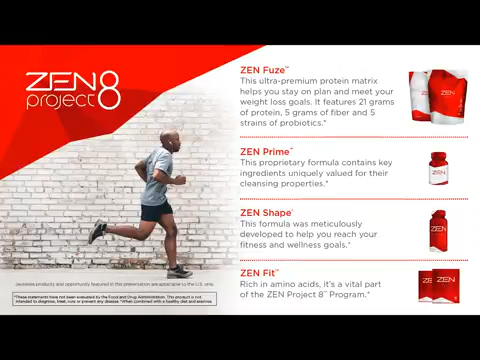 ZEN
project 8
ZEN Fuze™
This ultra-premium protein matrix
helps you stay on plan and meet your
weight loss goals. It features 21 grams
of protein, 5 grams of fiber and 5
strains of probiotics.*
ZEN
ZEN Prime™
This proprietary formula contains key
ingredients uniquely valued for their
cleansing properties.*
ZEN
ZEN Shape™
This formula was meticulously
developed to help you reach your
fitness and wellness goals.*
ZEN
ZEN Fit™
Rich in amino acids, it's a vital part
of the ZEN Project 8™ Program.*
ZEN
ZEN
Jeunesse products and opportunity featured in this presentation are applicable to the U.S. only.
*These statements have not been evaluated by the Food and Drug Administration. This product is not
intended to diagnose, treat, cure or prevent any disease. *When combined with a healthy diet and exercise.